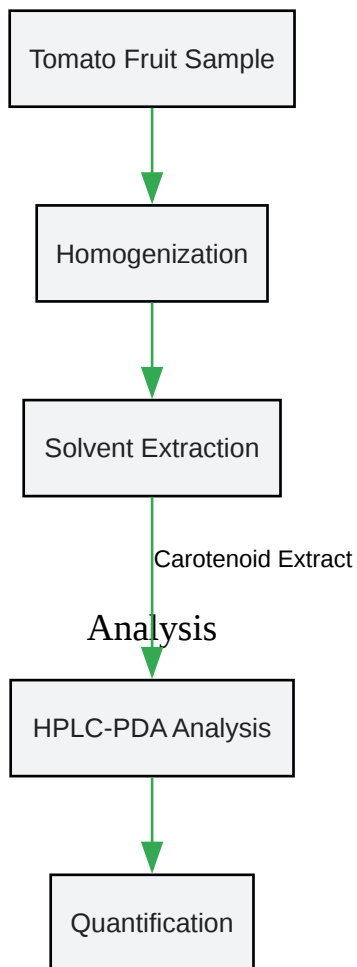 Tomato Fruit Sample
Homogenization
Solvent Extraction
Carotenoid Extract
Analysis
HPLC-PDA Analysis
Quantification